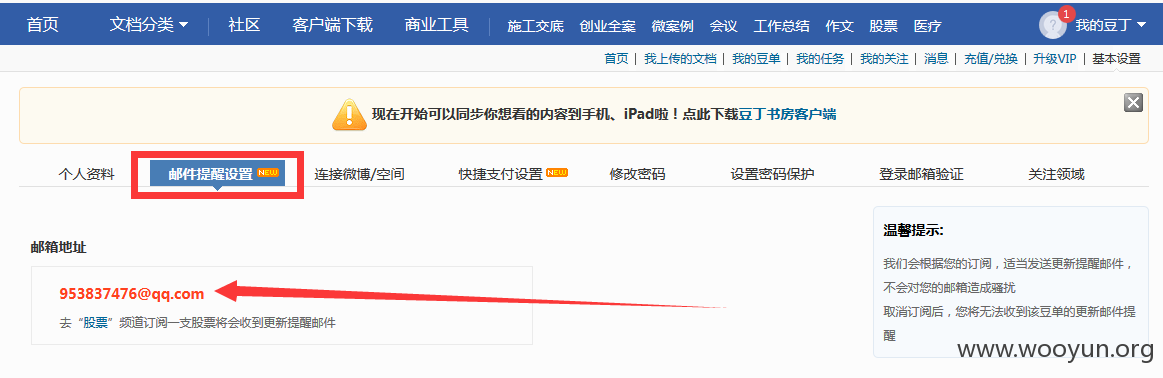 首页 文档分类 社区 客户端下载 商业工具 施工交底 创业全案 微案例 会议 工作总结 作文 股票 医疗 ? 1 我的豆丁
首页 | 我上传的文档 | 我的豆单 | 我的任务 | 我的关注 | 消息 | 充值/兑换 | 升级VIP | 基本设置
现在开始可以同步你想看的内容到手机、iPad啦！点此下载豆丁书房客户端
个人资料 邮件提醒设置 NEW 连接微博/空间 快捷支付设置 NEW 修改密码 设置密码保护 登录邮箱验证 关注领域
邮箱地址
953837476@qq.com
去“股票”频道订阅一支股票将会收到更新提醒邮件
温馨提示:
我们会根据您的订阅，适当发送更新提醒邮件，
不会对您的邮箱造成骚扰
取消订阅后，您将无法收到该豆单的更新邮件提
醒
www.wooyun.org